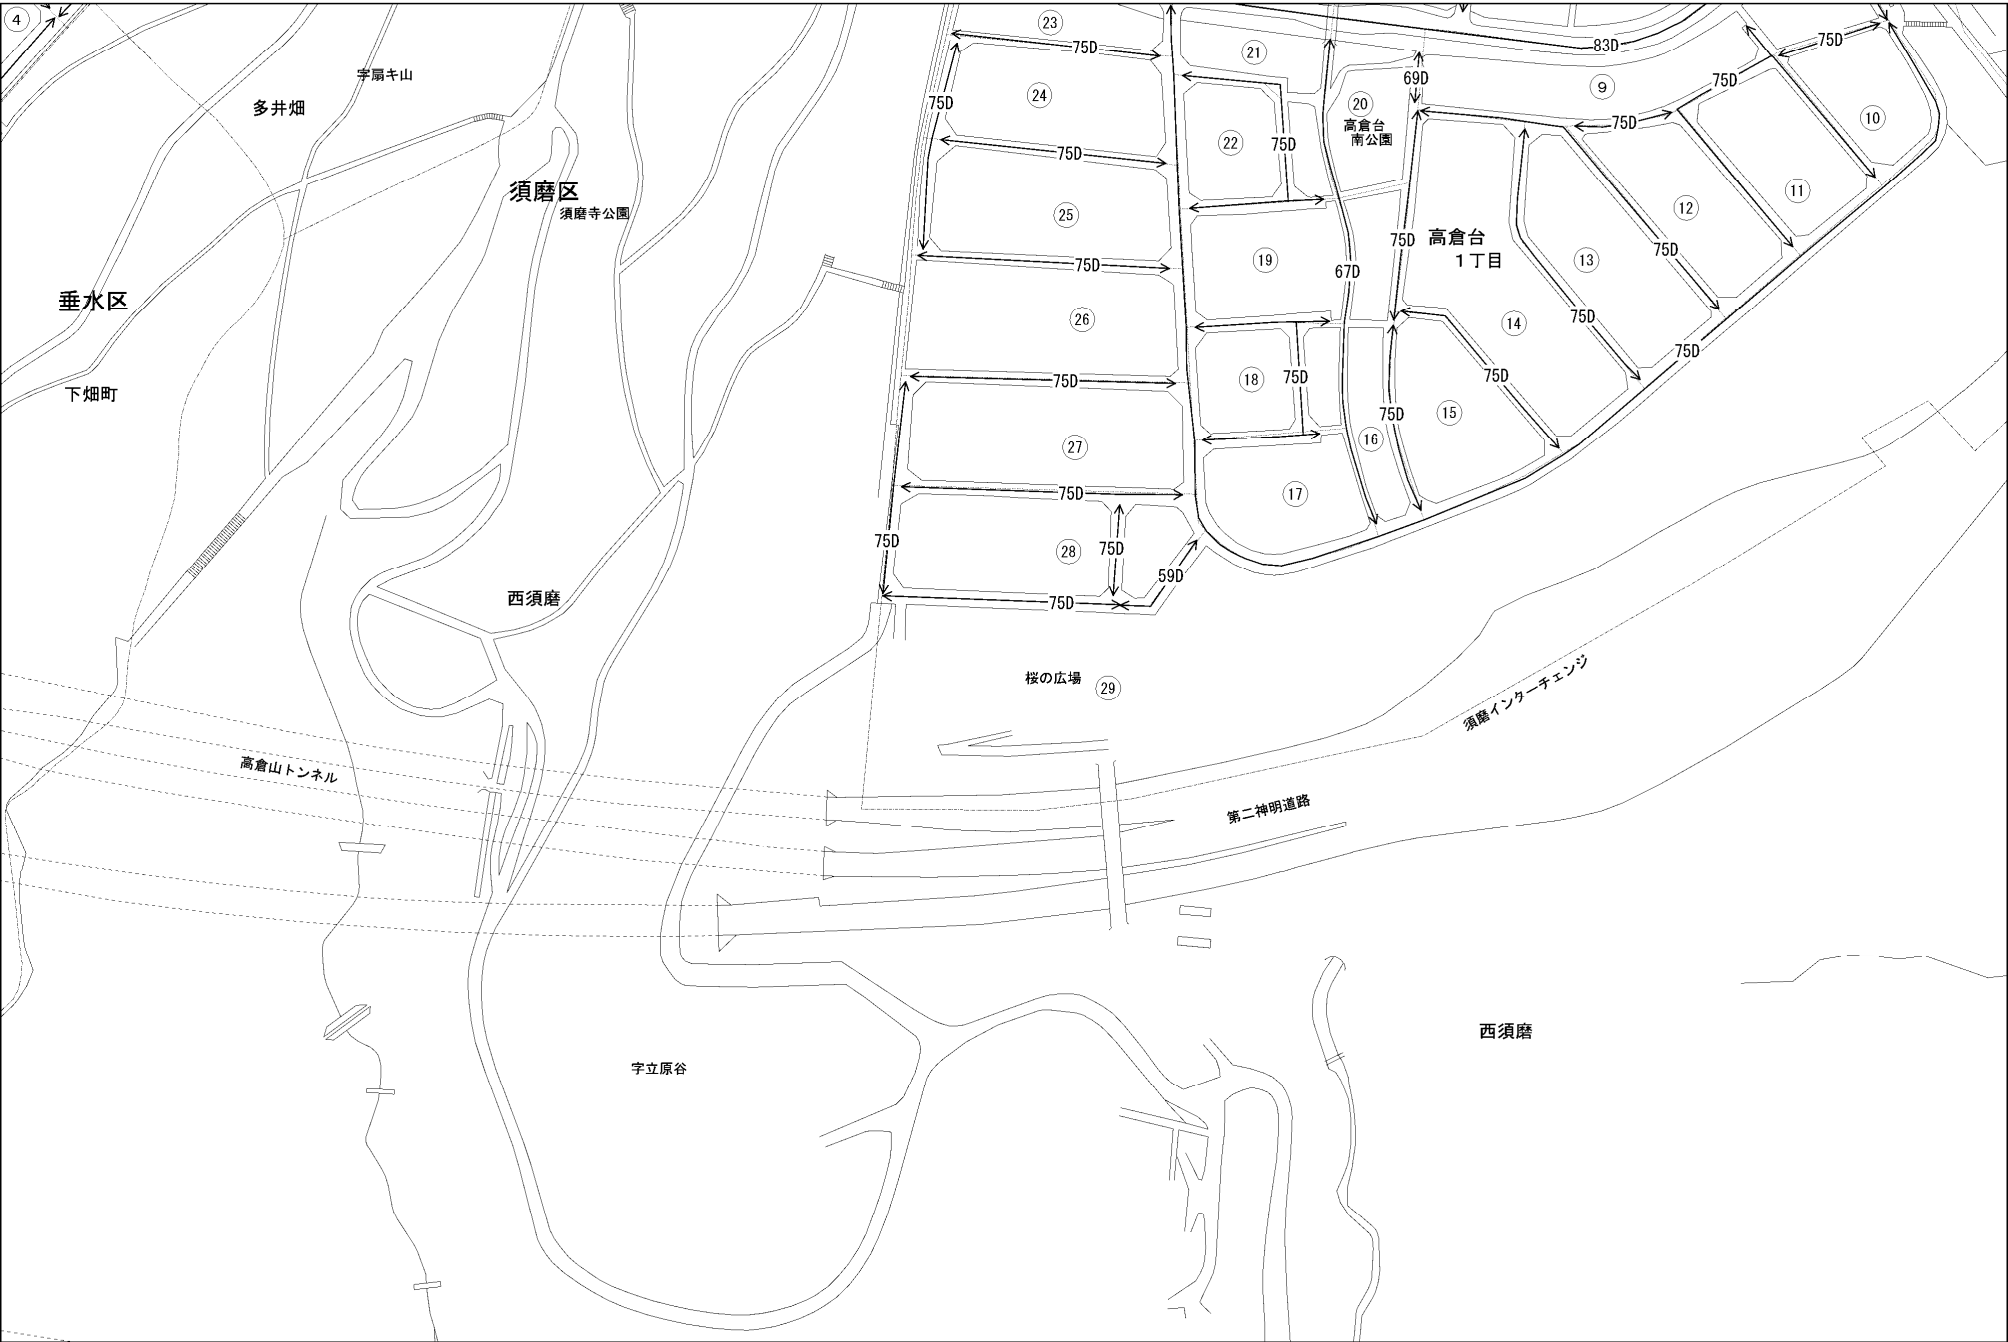 ④
字扇キ山
多井畑
須磨区
須磨寺公園
垂水区
下畑町
西須磨
高倉山トンネル
字立原谷
㉓
75D
㉔
75D
75D
㉕
75D
㉖
75D
㉗
75D
75D
㉘
75D
59D
75D
桜の広場
㉙
㉑
83D
69D
⑨
75D
75D
75D
⑩
⑳
高倉台
南公園
㉒
75D
⑪
⑫
75D
高倉台
1丁目
⑬
75D
⑲
67D
75D
⑭
75D
⑱
75D
75D
⑮
75D
⑯
⑰
須磨インターチェンジ
第二神明道路
西須磨